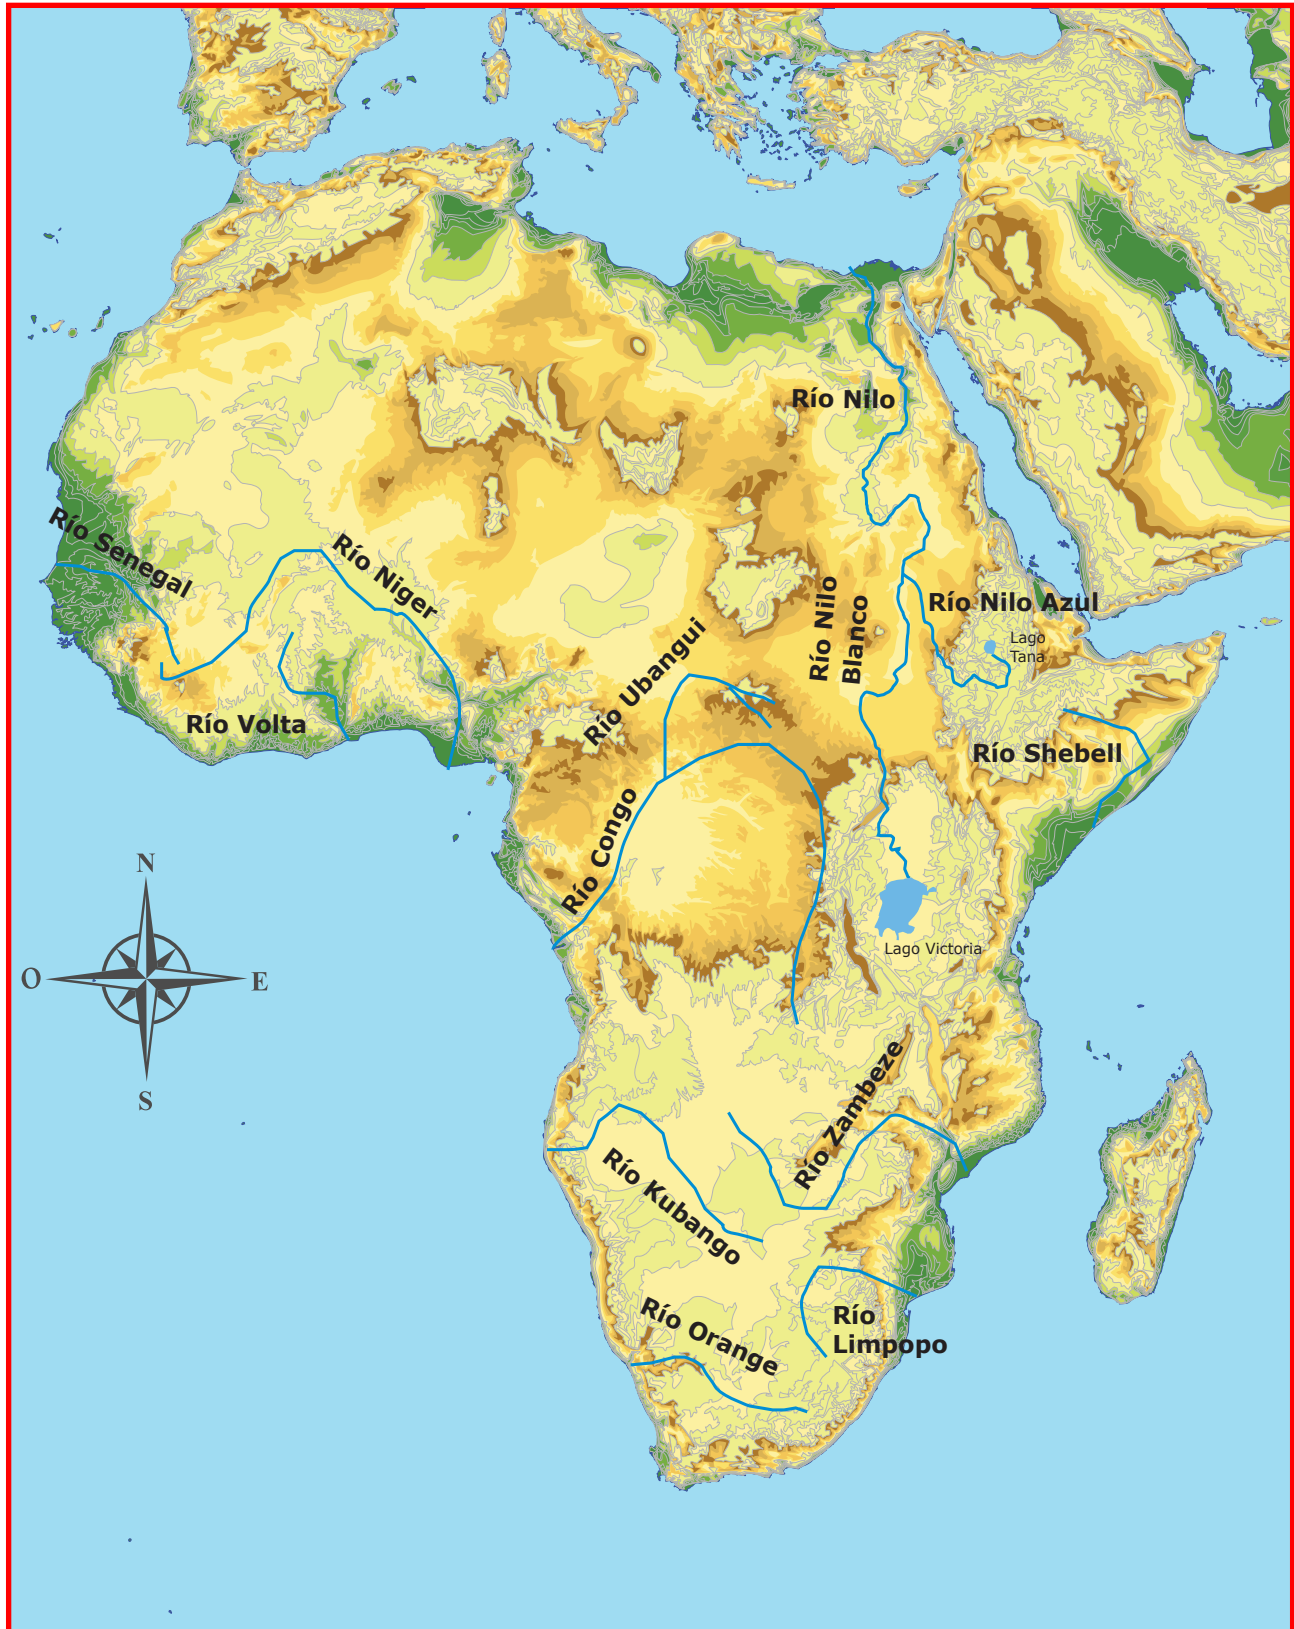 Río Nilo
Río Senegal
Río Niger
Río Nilo
Blanco
Río Nilo Azul
Lago
Tana
Río Ubangui
Río Volta
Río Shebell
Río Congo
N
O
E
S
Lago Victoria
Río Zambeze
Río Kubango
Río Orange
Río
Limpopo